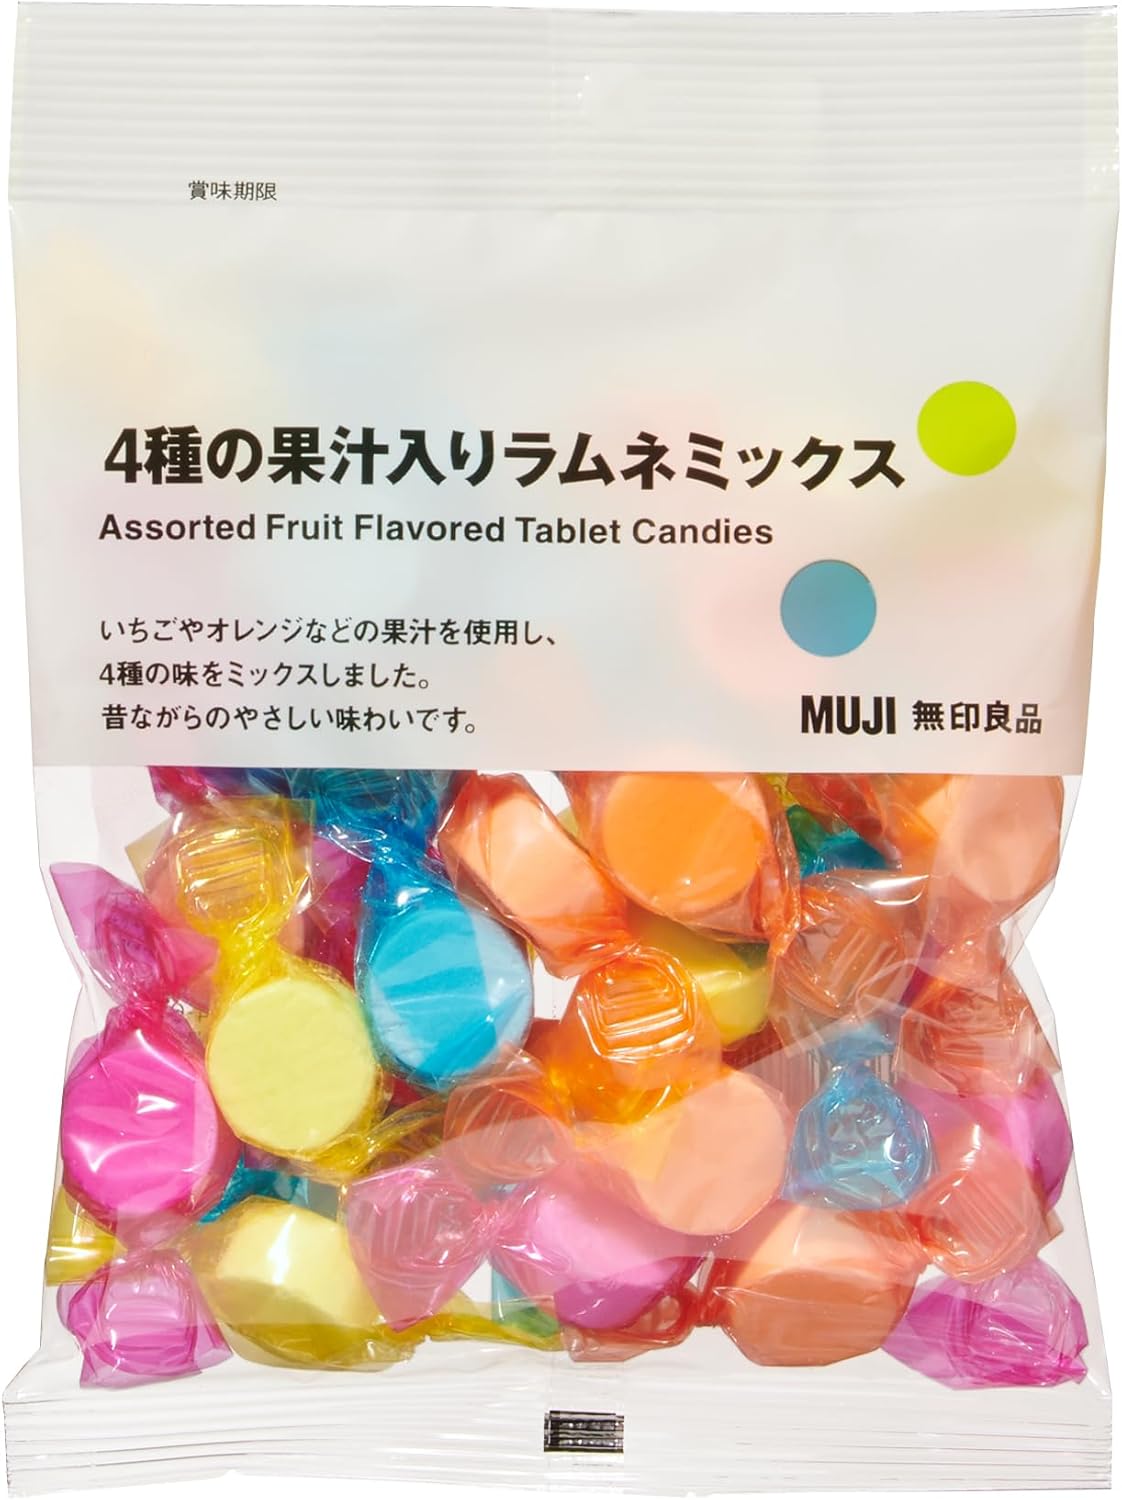 賞味期限
4種の果汁入りラムネミックス
Assorted Fruit Flavored Tablet Candies
いちごやオレンジなどの果汁を使用し、
4種の味をミックスしました。
昔ながらのやさしい味わいです。
MUJI 無印良品